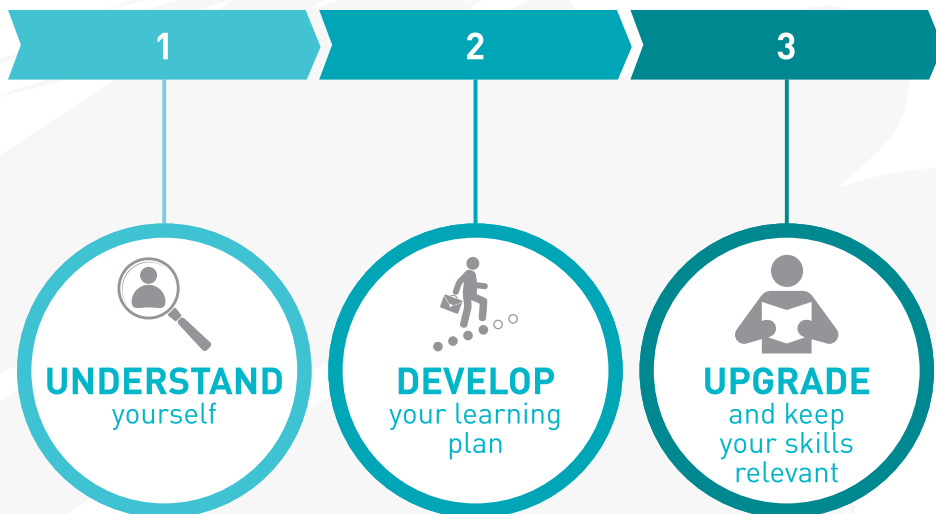 1
2
3
UNDERSTAND
yourself
DEVELOP
your learning
plan
UPGRADE
and keep
your skills
relevant